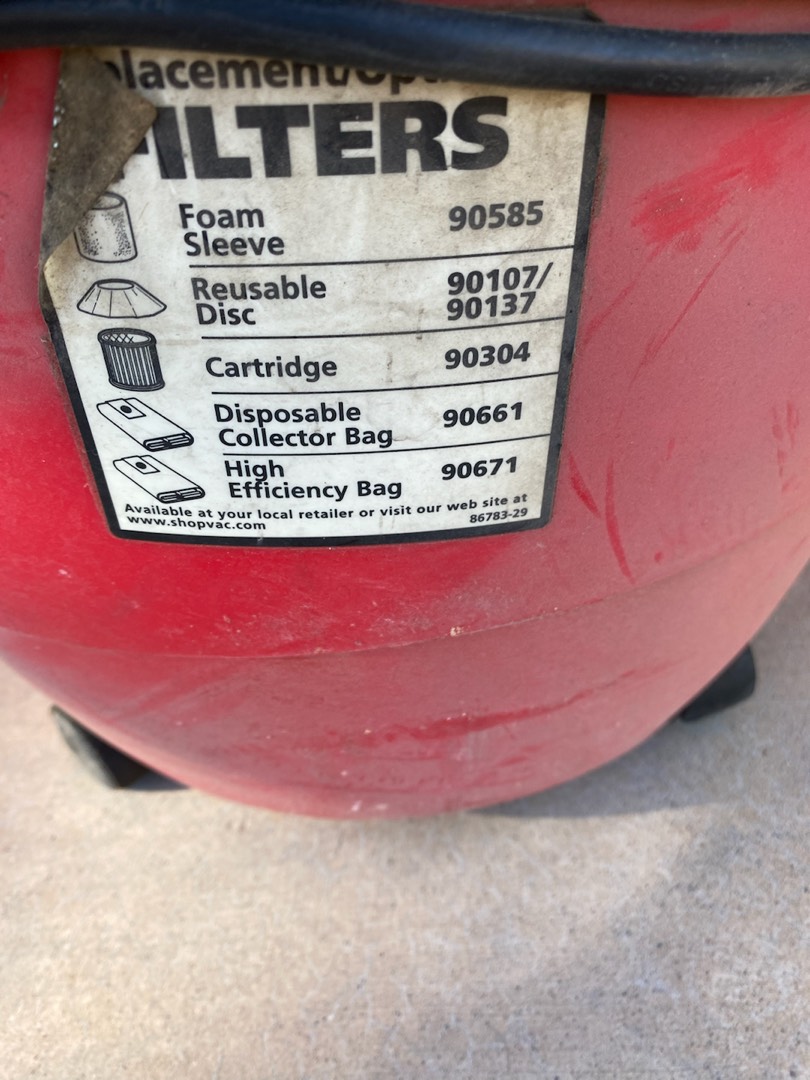 FILTERS
Foam
Sleeve
90585
Reusable
Disc
90107/
90137
Cartridge
90304
Disposable
Collector Bag
90661
High
Efficiency Bag
90671
Available at your local retailer or visit our web site at
www.shopvac.com
86783-29